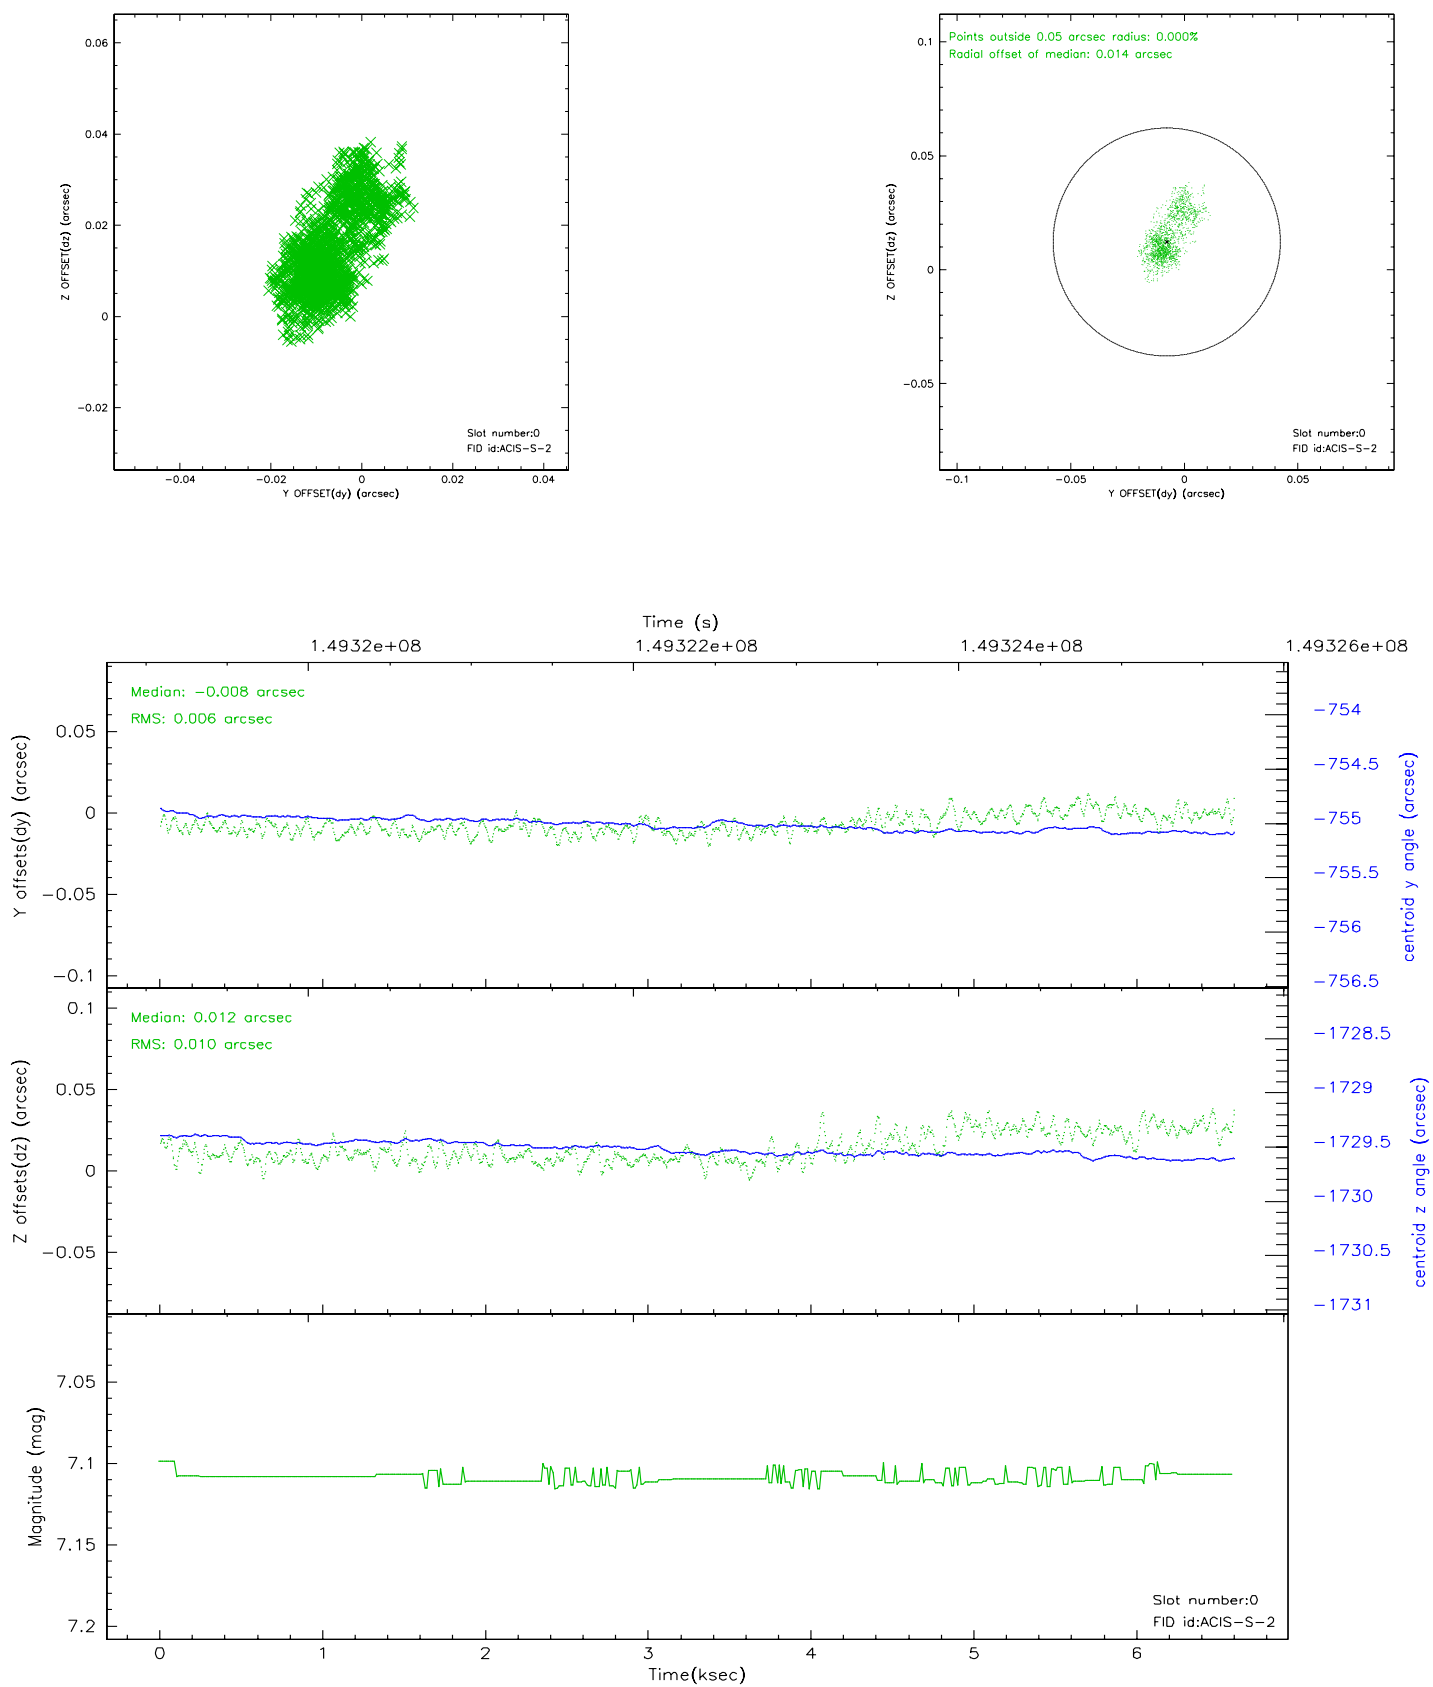 0.06
0.04
0.02
0
-0.02
Z OFFSET(dz) (arcsec)
Slot number:0
FID id:ACIS-S-2
-0.04 -0.02 0 0.02 0.04
Y OFFSET(dy) (arcsec)
Points outside 0.05 arcsec radius: 0.000%
Radial offset of median: 0.014 arcsec
0.1
0.05
0
-0.05
Z OFFSET(dz) (arcsec)
Slot number:0
FID id:ACIS-S-2
-0.1 -0.05 0 0.05
Y OFFSET(dy) (arcsec)
Time (s)
1.4932e+08 1.49322e+08 1.49324e+08 1.49326e+08
Median: -0.008 arcsec
RMS: 0.006 arcsec
0.05
0
-0.05
-0.1
Y offsets(dy) (arcsec)
-754
-754.5
-755
-755.5
-756
-756.5
centroid y angle (arcsec)
Median: 0.012 arcsec
RMS: 0.010 arcsec
0.1
0.05
0
-0.05
Z offsets(dz) (arcsec)
-1728.5
-1729
-1729.5
-1730
-1730.5
-1731
centroid z angle (arcsec)
7.05
7.1
7.15
7.2
Magnitude (mag)
Slot number:0
FID id:ACIS-S-2
0 1 2 3 4 5 6
Time(ksec)